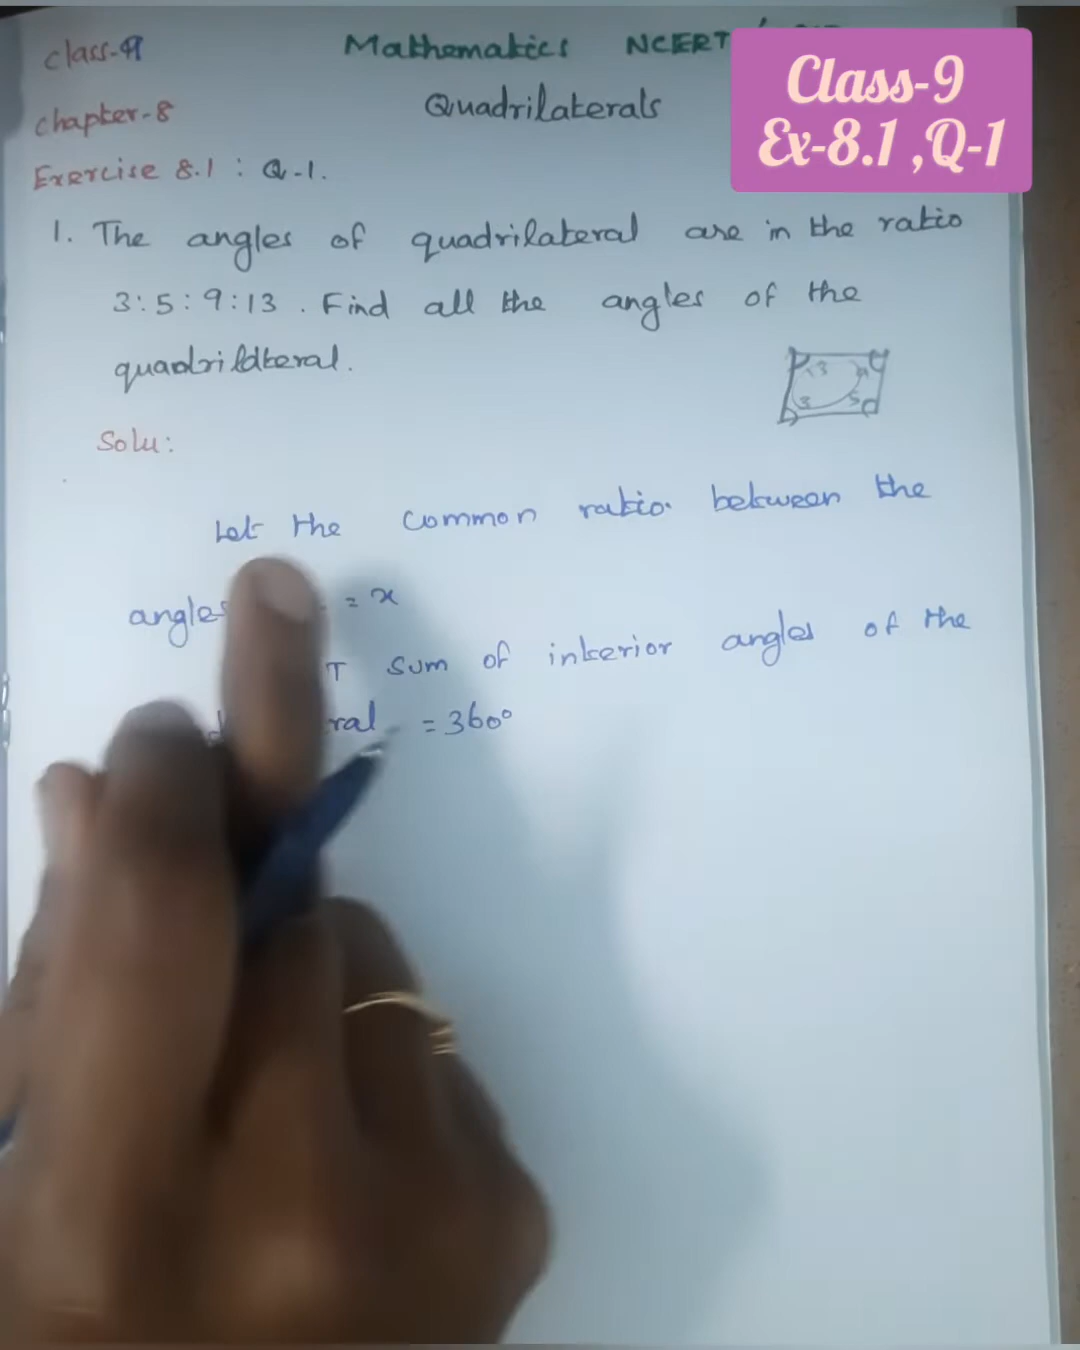 class-9
Mathematics NCERT
Class-9
Ex-8.1 ,Q-1
chapter-8
Quadrilaterals
Exercise 8.1 : Q-1.
1. The angles of quadrilateral are in the ratio
3:5:9:13. Find all the angles of the
quadrilateral.
Solu:
Let the common ratio between the
angles = x
T sum of interior angles of the
ral = 360°